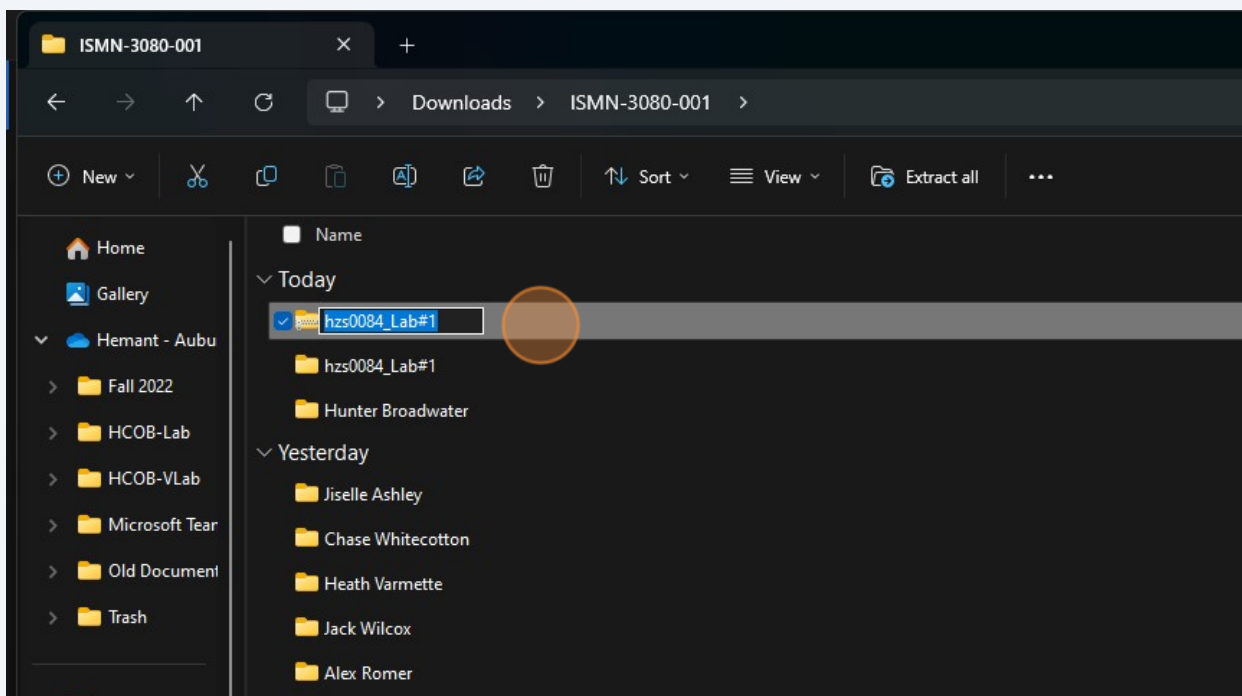 ISMN-3080-001
Downloads > ISMN-3080-001 >
New Sort View Extract all ...
Home
Gallery
Hemant - Aubu
Fall 2022
HCOB-Lab
HCOB-VLab
Microsoft Tear
Old Document
Trash
Name
Today
hzs0084_Lab#1
hzs0084_Lab#1
Hunter Broadwater
Yesterday
Jiselle Ashley
Chase Whitecotton
Heath Varmette
Jack Wilcox
Alex Romer